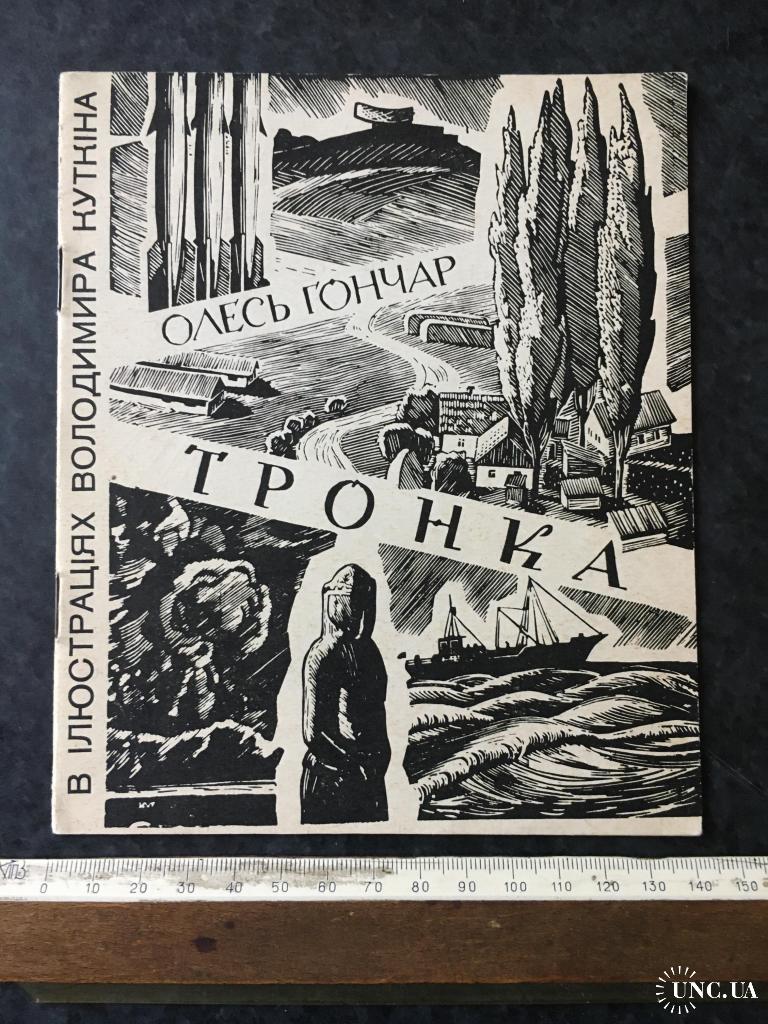 В ІЛЮСТРАЦІЯХ ВОЛОДИМИРА КУТКІНА
ОЛЕСЬ ГОНЧАР
ТРОНКА
0 10 20 30 40 50 60 70 80 90 100 110 120 130 140 150
UNC.UA